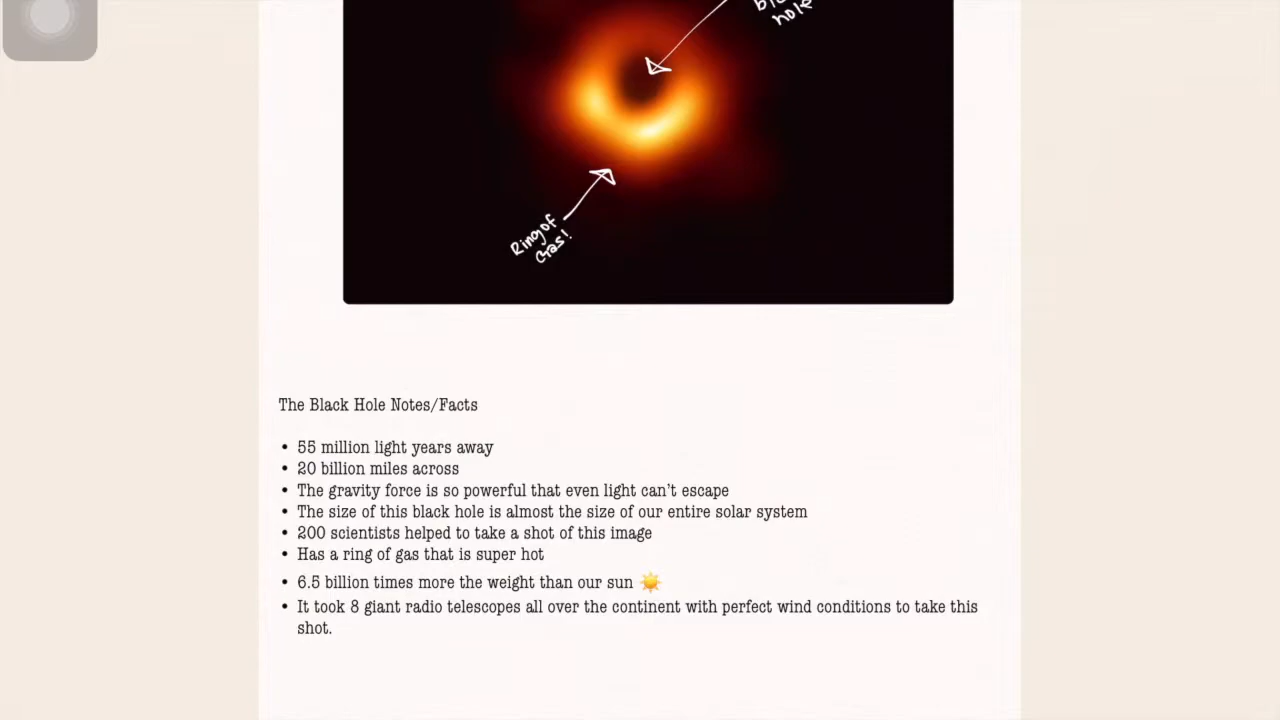 hole
Ring of
Gas!
The Black Hole Notes/Facts
• 55 million light years away
• 20 billion miles across
• The gravity force is so powerful that even light can’t escape
• The size of this black hole is almost the size of our entire solar system
• 200 scientists helped to take a shot of this image
• Has a ring of gas that is super hot
• 6.5 billion times more the weight than our sun ☀️
• It took 8 giant radio telescopes all over the continent with perfect wind conditions to take this
shot.